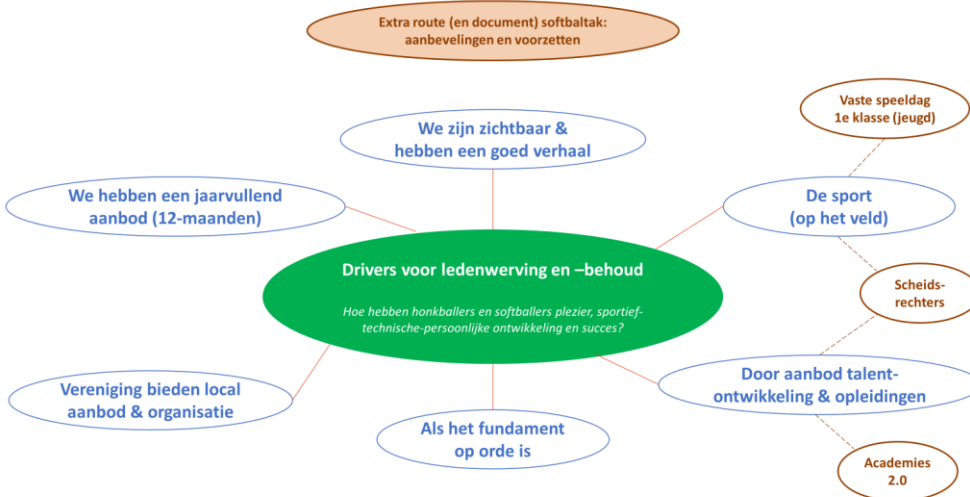 Extra route (en document) softbaltak:
aanbevelingen en voorzetten
Vaste speeldag
1e klasse (jeugd)
We zijn zichtbaar &
hebben een goed verhaal
We hebben een jaarvullend
aanbod (12-maanden)
De sport
(op het veld)
Drivers voor ledenwerving en –behoud
Hoe hebben honkballers en softballers plezier, sportief-
technische-persoonlijke ontwikkeling en succes?
Scheids-
rechters
Vereniging bieden local
aanbod & organisatie
Door aanbod talent-
ontwikkeling & opleidingen
Als het fundament
op orde is
Academies
2.0